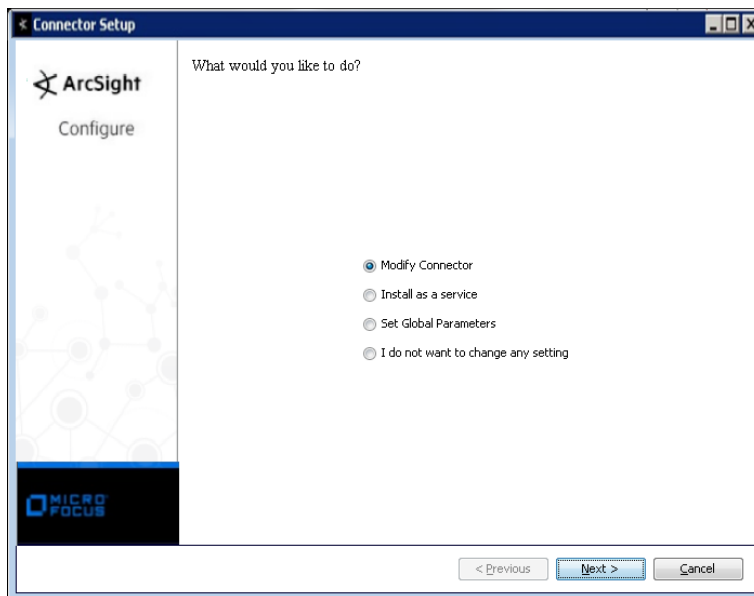 Connector Setup
ArcSight
Configure
What would you like to do?
Modify Connector
Install as a service
Set Global Parameters
I do not want to change any setting
MICRO
FOCUS
< Previous
Next >
Cancel